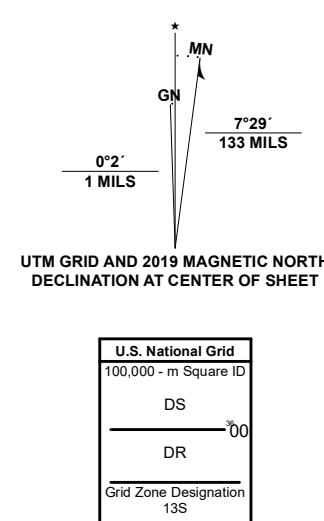 ★
MN
GN
7°29´
133 MILS
0°2´
1 MILS
UTM GRID AND 2019 MAGNETIC NORTH
DECLINATION AT CENTER OF SHEET
U.S. National Grid
100,000 - m Square ID
DS
³⁶00
DR
Grid Zone Designation
13S